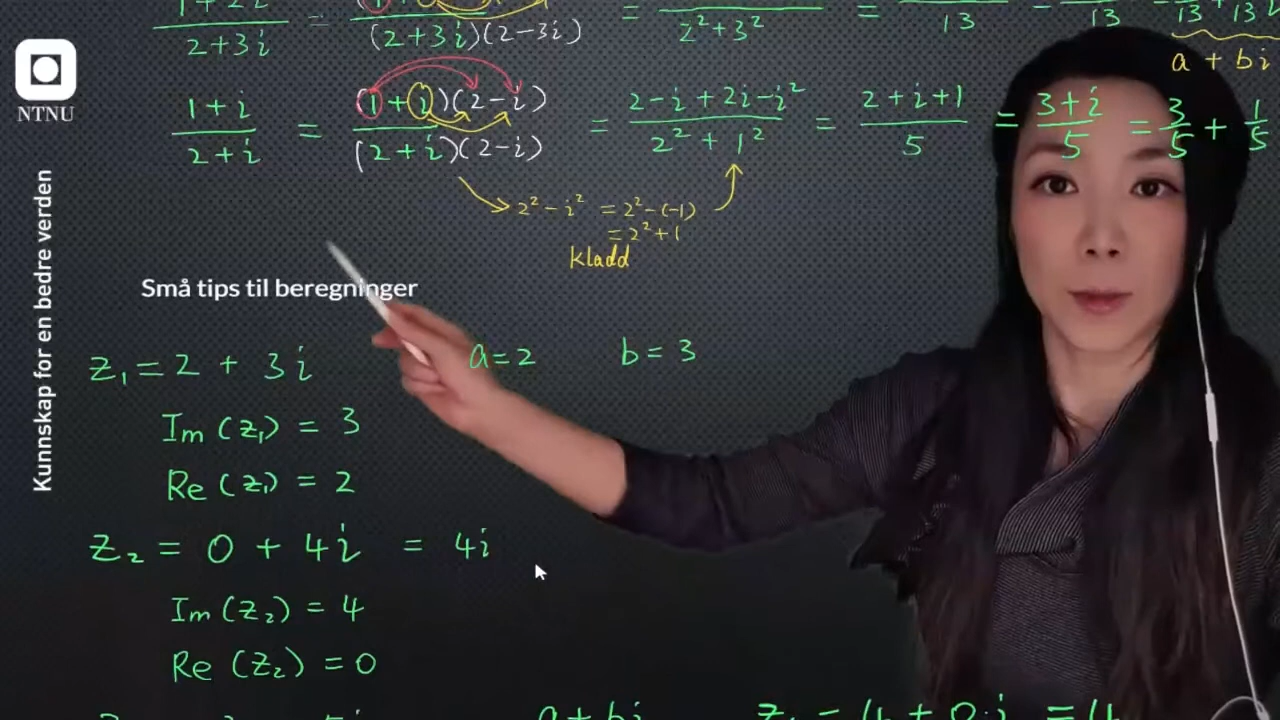 NTNU
Kunnskap for en bedre verden
2+3i = (2+3i)(2-3i) = 2²+3² = 13 13 13 13
a + bi
1+i / 2+i = (1+i)(2-i) / (2+i)(2-i) = 2-i+2i-i² / 2²+1² = 2+i+1 / 5 = 3+i / 5 = 3/5 + 1/5
2²-i² = 2²-(-1)
= 2²+1
kladd
Små tips til beregninger
z₁ = 2 + 3i a=2 b=3
Im(z₁) = 3
Re(z₁) = 2
z₂ = 0 + 4i = 4i
Im(z₂) = 4
Re(z₂) = 0
a+bi